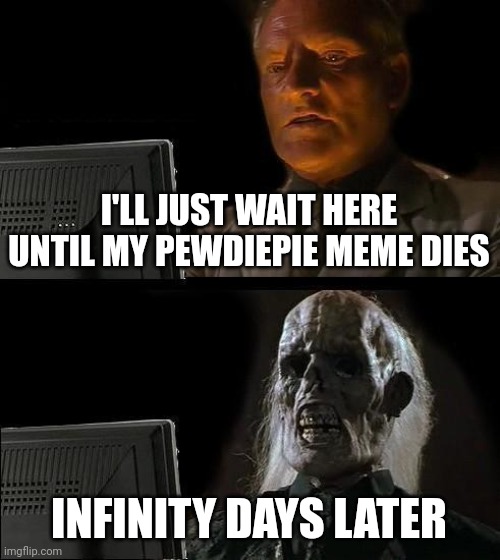 I'LL JUST WAIT HERE
UNTIL MY PEWDIEPIE MEME DIES
INFINITY DAYS LATER
imgflip.com